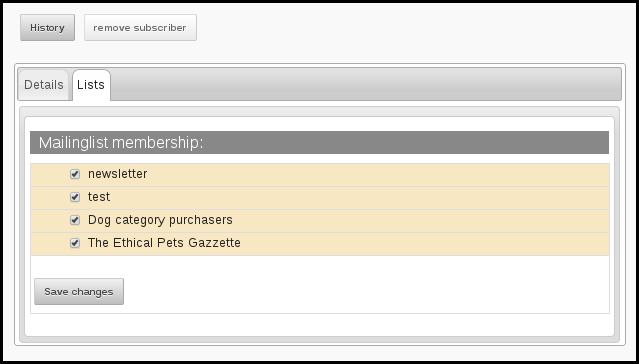 History remove subscriber
Details Lists
Mailinglist membership:
newsletter
test
Dog category purchasers
The Ethical Pets Gazzette
Save changes